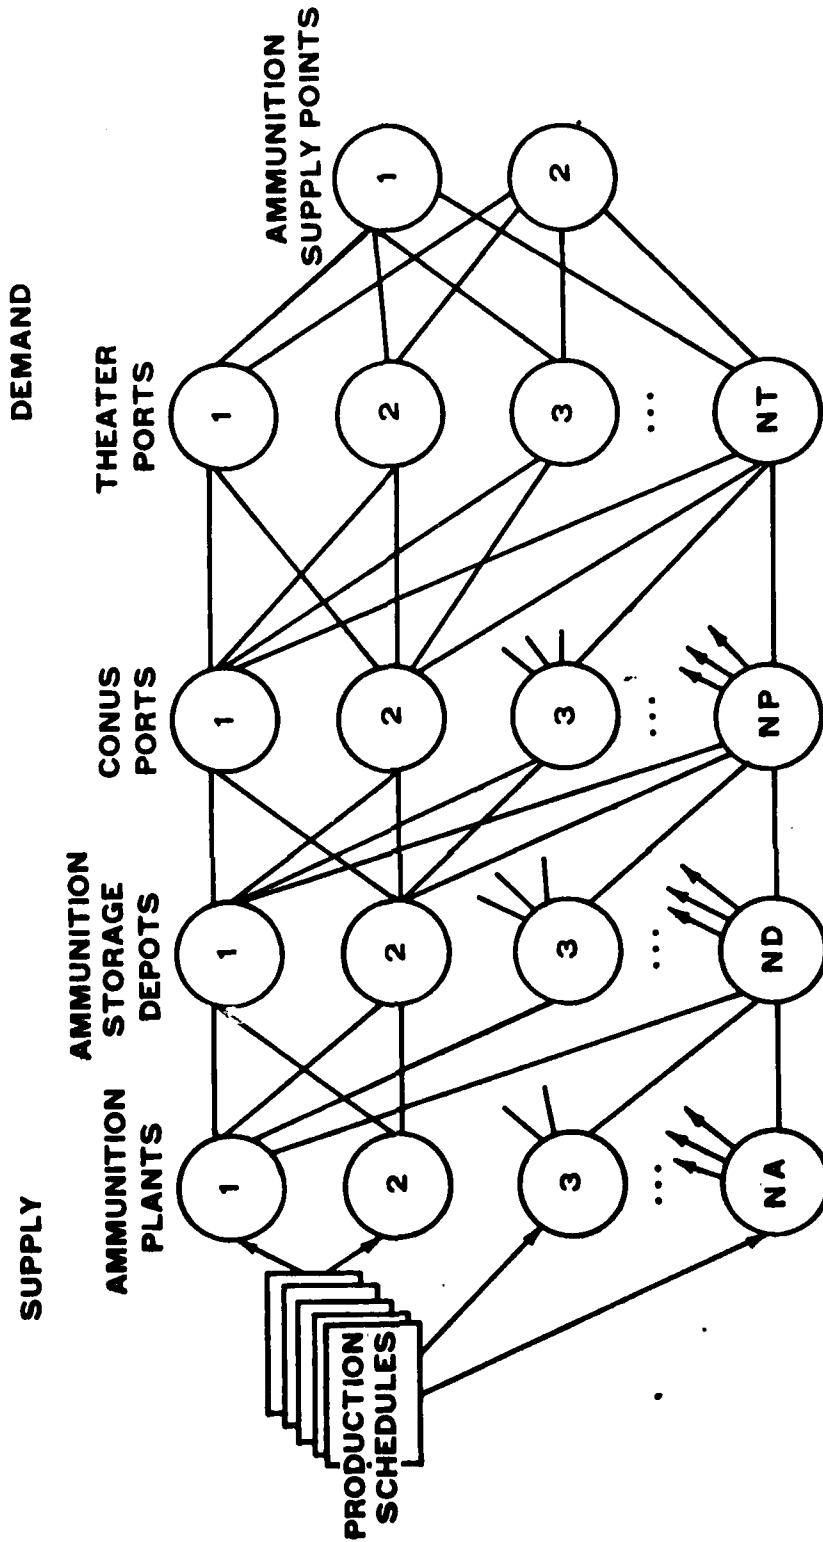 SUPPLY
DEMAND
AMMUNITION
PLANTS
AMMUNITION
STORAGE
DEPOTS
CONUS
PORTS
THEATER
PORTS
AMMUNITION
SUPPLY POINTS
PRODUCTION
SCHEDULES
1
2
3
...
NA
1
2
3
...
ND
1
2
3
...
NP
1
2
3
...
NT
1
2